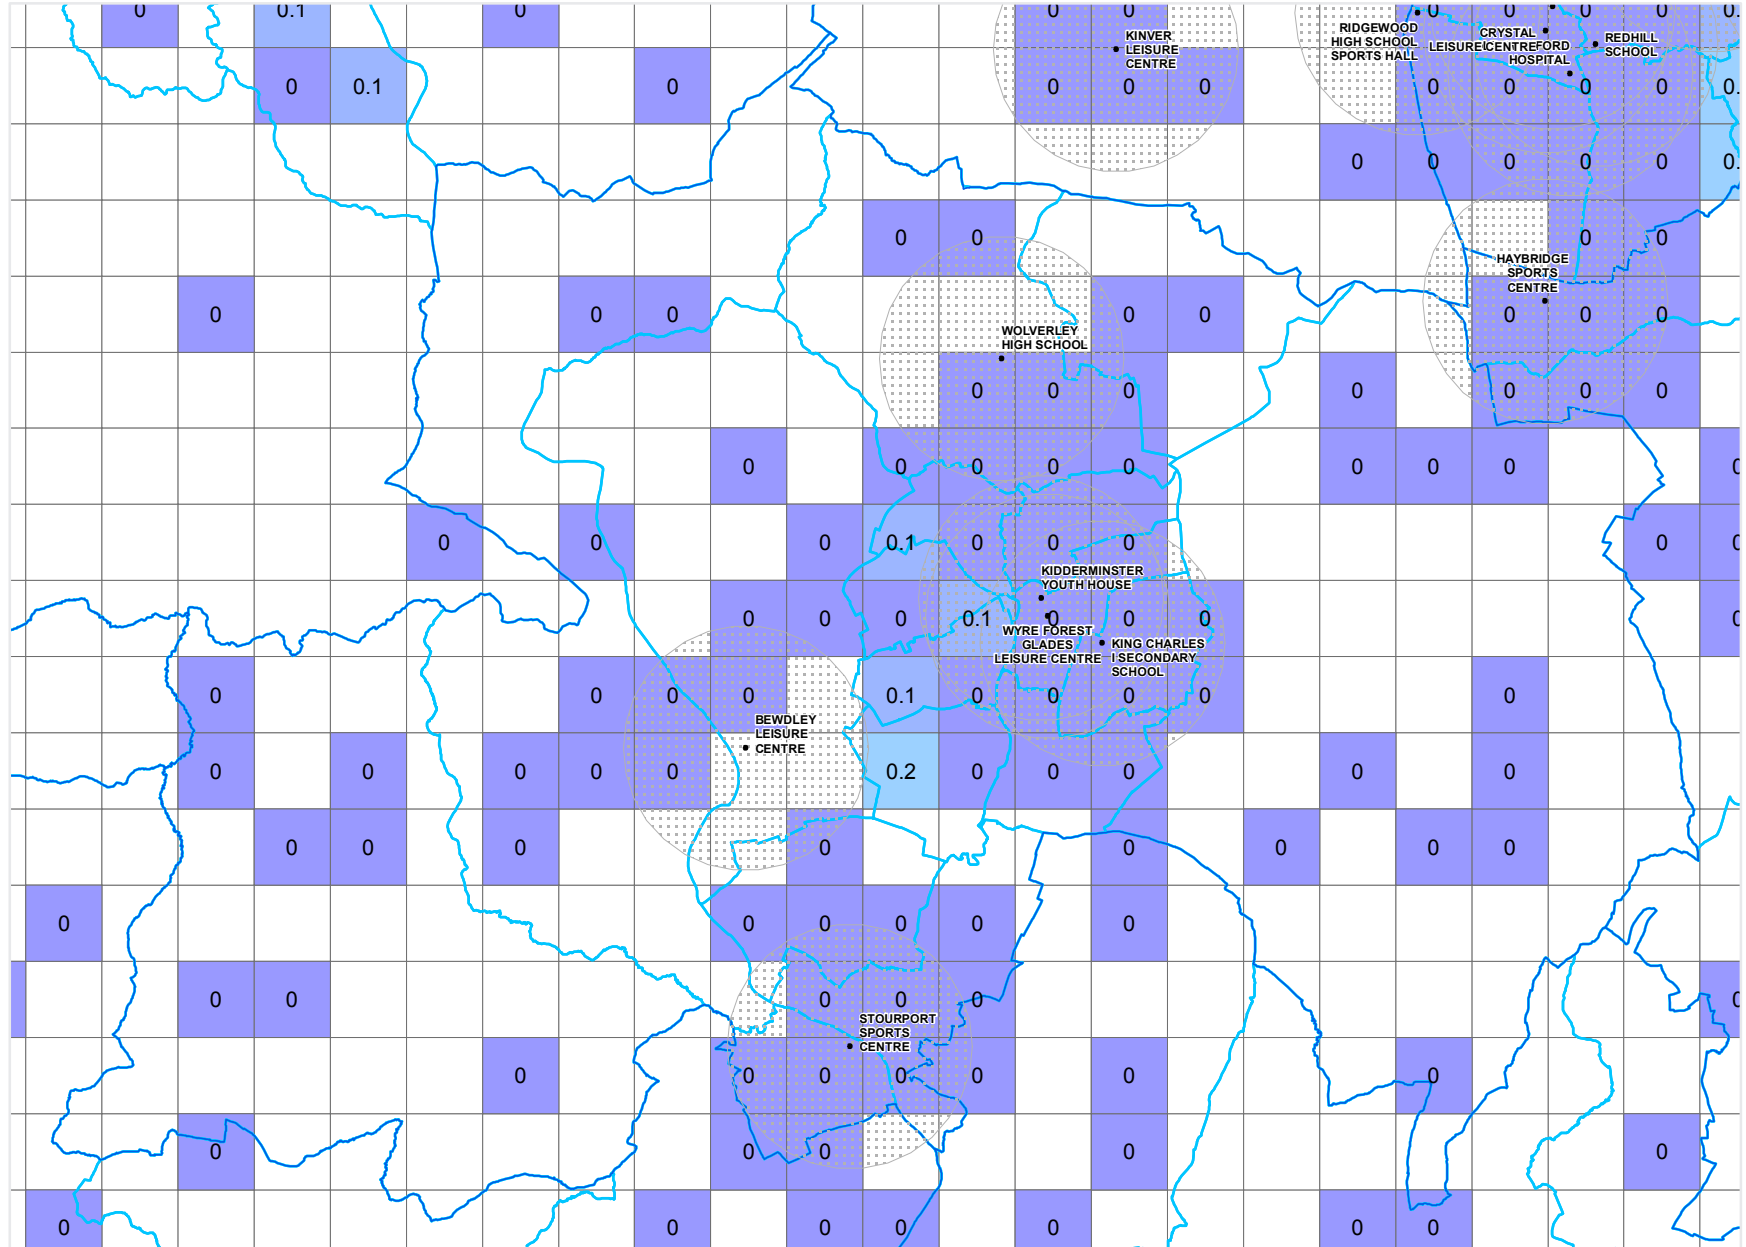 0 0.1 0 0 0 0 0 0 0
KINVER
LEISURE
CENTRE
RIDGEWOOD
HIGH SCHOOL
SPORTS HALL
CRYSTAL
LEISURE CENTRE
HOSPITAL
REDHILL
SCHOOL
0 0.1 0 0 0 0 0 0 0 0
0 0 0 0 0
0 0 0 0
HAYBRIDGE
SPORTS
CENTRE
0 0 0 0 0 0 0 0
WOLVERLEY
HIGH SCHOOL
0 0 0 0 0 0 0
0 0 0 0 0 0 0 0
0 0 0 0.1 0 0 0 0
KIDDERMINSTER
YOUTH HOUSE
0 0 0 0.1 0 0 0
WYRE FOREST
GLADES
LEISURE CENTRE
KING CHARLES
I SECONDARY
SCHOOL
0 0 0 0 0.1 0 0 0 0 0
BEWDLEY
LEISURE
CENTRE
0 0 0 0 0 0.2 0 0 0 0 0
0 0 0 0 0 0 0 0
0 0 0 0 0 0
0 0 0 0 0
STOURPORT
SPORTS
CENTRE
0 0 0 0 0 0 0
0 0 0 0 0
0 0 0 0 0 0 0